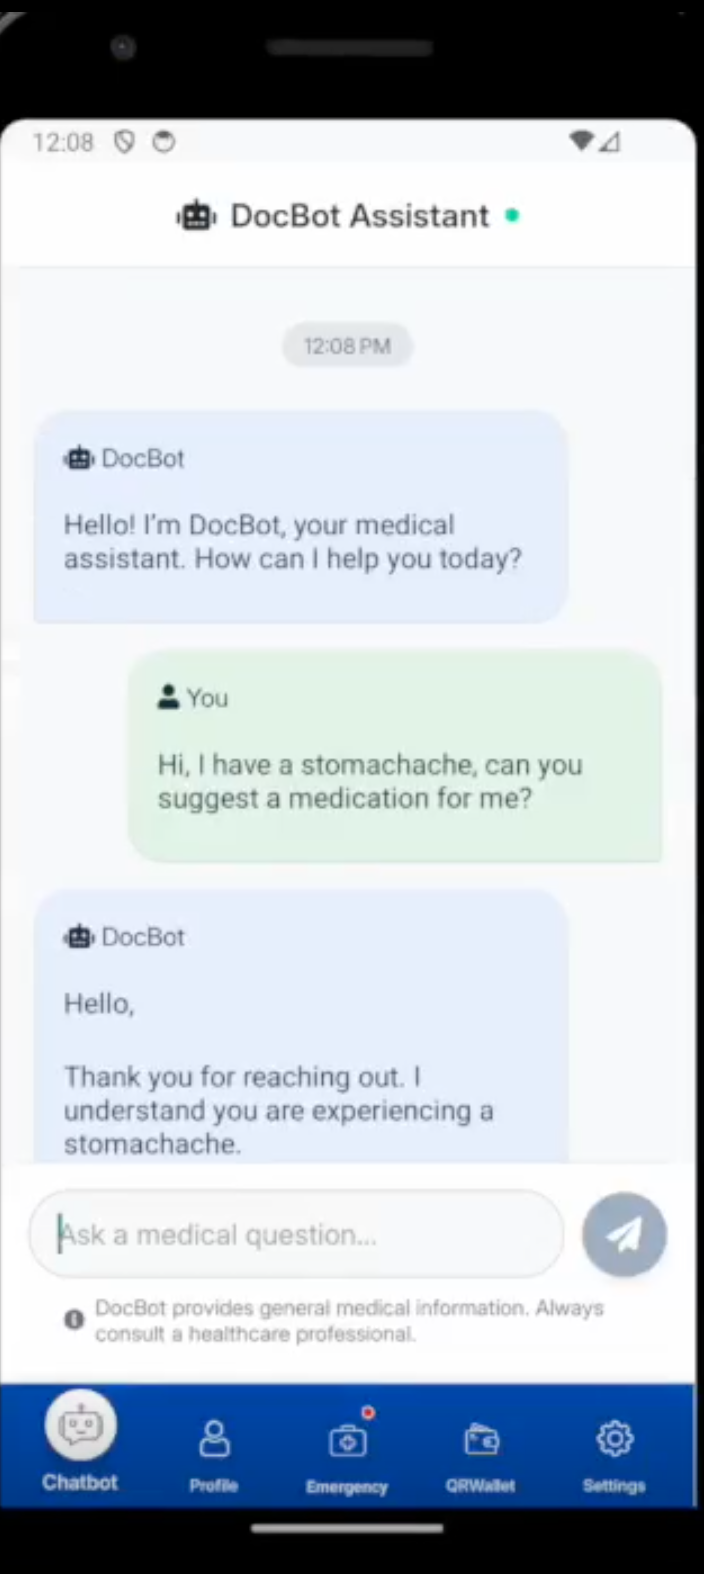 12:08
DocBot Assistant
12:08 PM
DocBot
Hello! I'm DocBot, your medical
assistant. How can I help you today?
You
Hi, I have a stomachache, can you
suggest a medication for me?
DocBot
Hello,
Thank you for reaching out. I
understand you are experiencing a
stomachache.
Ask a medical question...
DocBot provides general medical information. Always
consult a healthcare professional.
Chatbot
Profile
Emergency
QRWallet
Settings